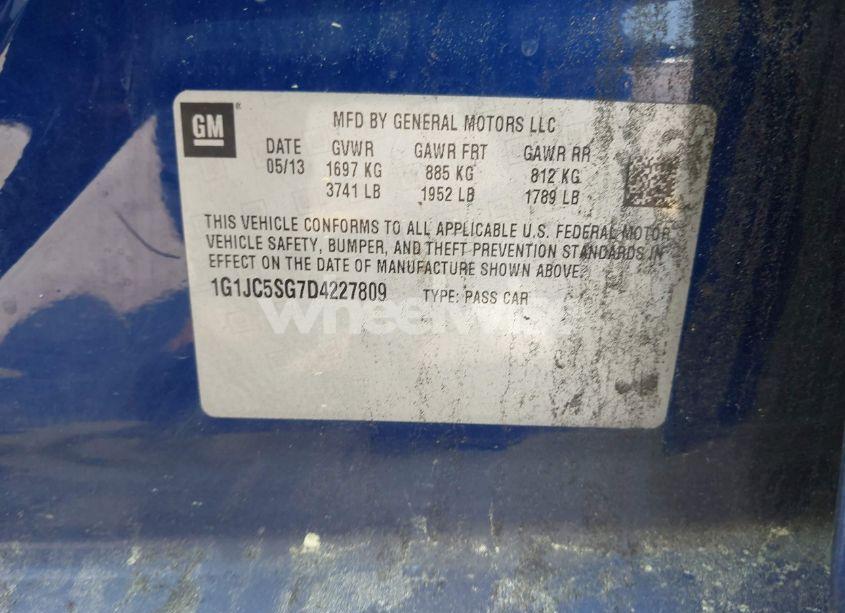 GM ®
MFD BY GENERAL MOTORS LLC
DATE GVWR GAWR FRT GAWR RR
05/13 1697 KG 885 KG 812 KG
3741 LB 1952 LB 1789 LB
THIS VEHICLE CONFORMS TO ALL APPLICABLE U.S. FEDERAL MOTOR
VEHICLE SAFETY, BUMPER, AND THEFT PREVENTION STANDARDS IN
EFFECT ON THE DATE OF MANUFACTURE SHOWN ABOVE.
1G1JC5SG7D4227809 TYPE: PASS CAR
wheelwise